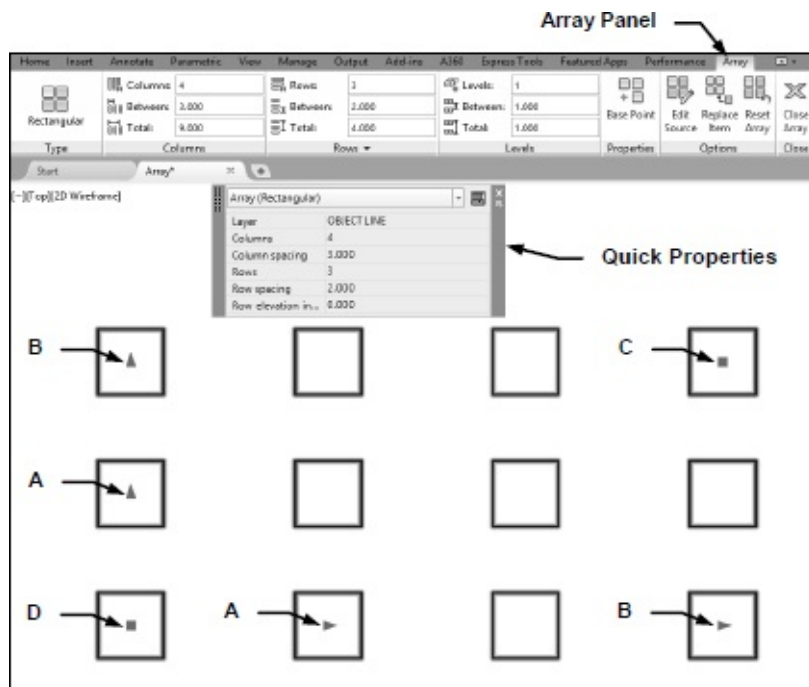 Array Panel
Home Insert Annotate Parametric View Manage Output Add-ins A360 Express Tools Featured Apps Performance Array
Columns: 4 Rows: 3 Levels: 1
Between: 3.000 Between: 2.000 Between: 1.000
Total: 9.000 Total: 4.000 Total: 1.000
Rectangular Base Point Edit Source Replace Item Reset Array Close Array
Type Columns Rows Levels Properties Options Close
Start Array*
[-][Top][2D Wireframe]
Array (Rectangular)
Layer OBJECT LINE
Columns 4
Column spacing 3.000
Rows 3
Row spacing 2.000
Row elevation in... 0.000
Quick Properties
B C
A
D A B